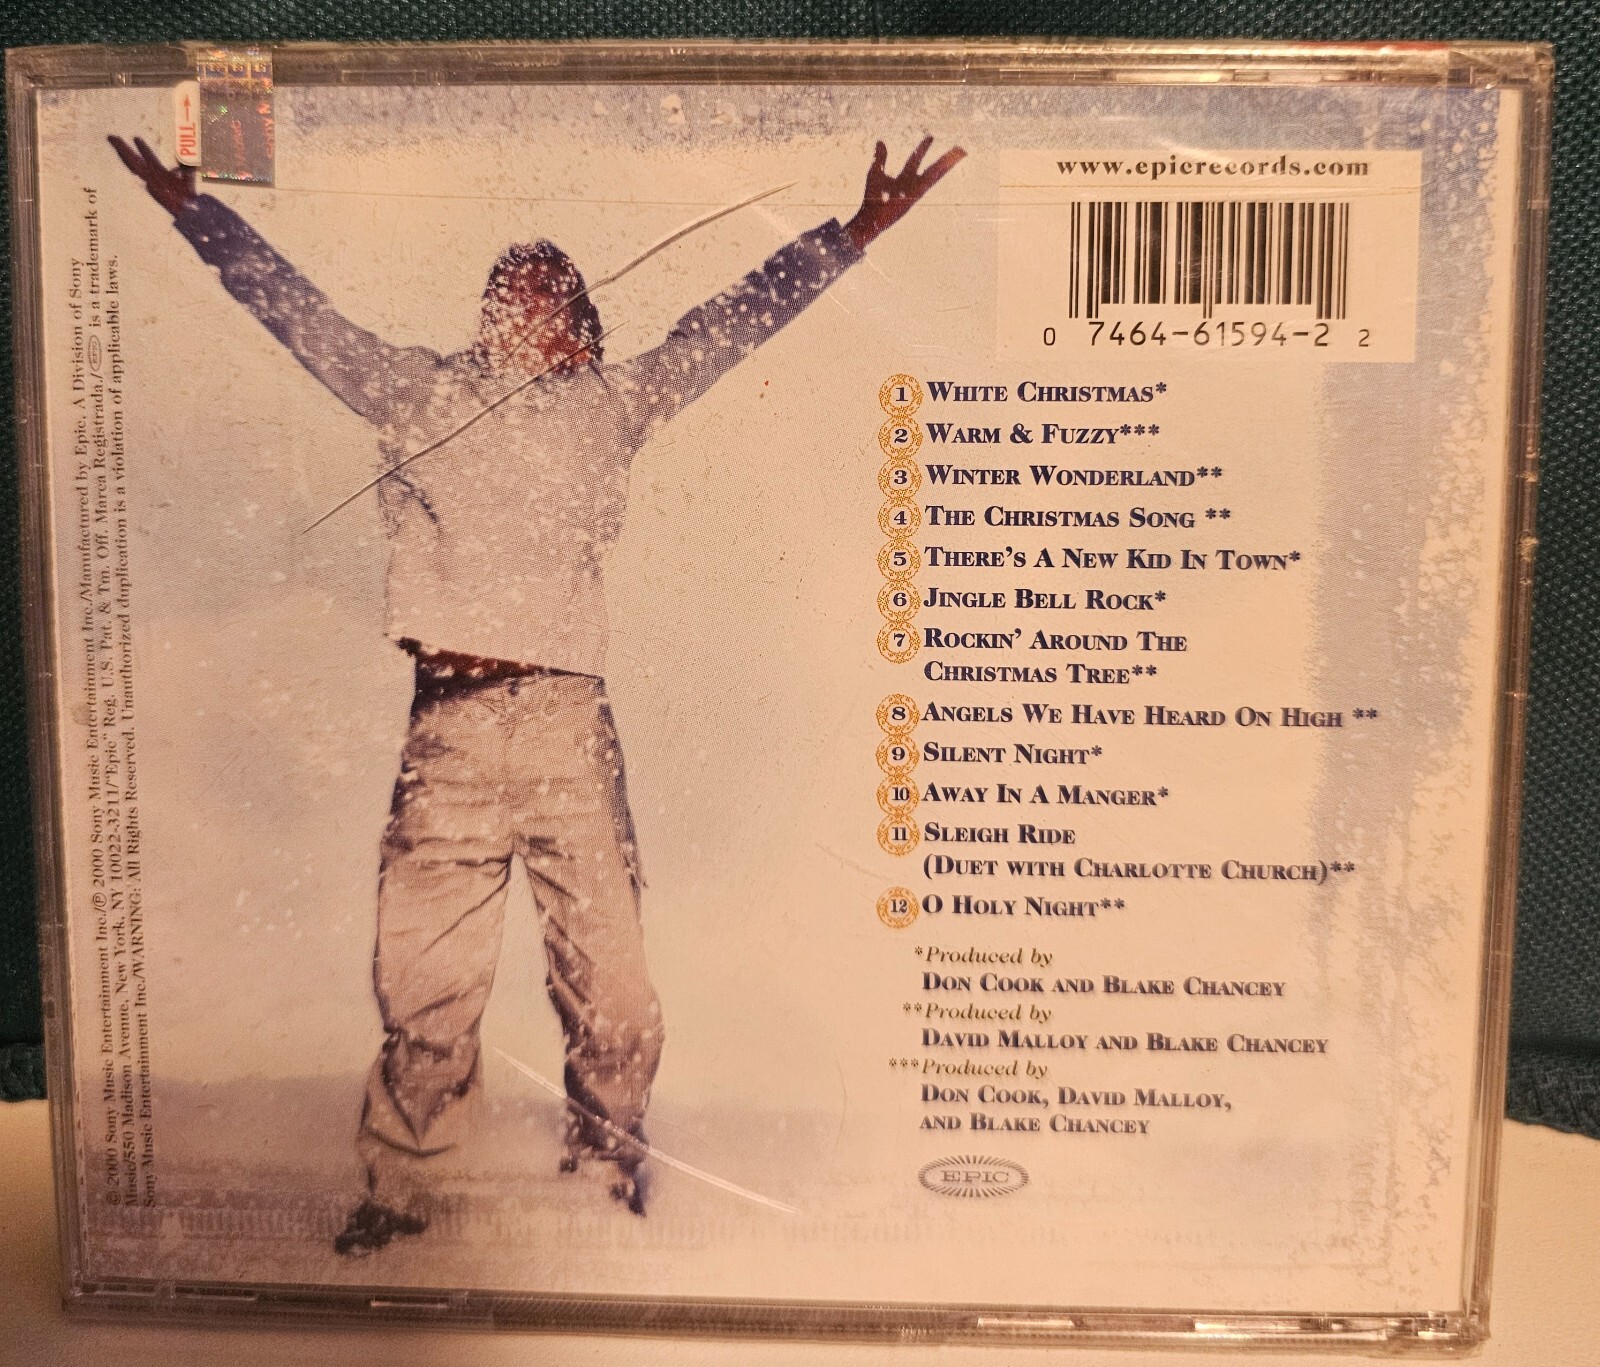 PULL→
www.epicrecords.com
0 7464-61594-2 2
1 WHITE CHRISTMAS*
2 WARM & FUZZY***
3 WINTER WONDERLAND**
4 THE CHRISTMAS SONG **
5 THERE'S A NEW KID IN TOWN*
6 JINGLE BELL ROCK*
7 ROCKIN' AROUND THE
CHRISTMAS TREE**
8 ANGELS WE HAVE HEARD ON HIGH **
9 SILENT NIGHT*
10 AWAY IN A MANGER*
11 SLEIGH RIDE
(DUET WITH CHARLOTTE CHURCH)**
12 O HOLY NIGHT**
*Produced by
DON COOK AND BLAKE CHANCEY
**Produced by
DAVID MALLOY AND BLAKE CHANCEY
***Produced by
DON COOK, DAVID MALLOY,
AND BLAKE CHANCEY
EPIC
© 2000 Sony Music Entertainment Inc./℗ 2000 Sony Music Entertainment Inc./Manufactured by Epic, A Division of Sony
Music/550 Madison Avenue, New York, NY 10022-3211/"Epic" Reg. U.S. Pat. & Tm. Off. Marca Registrada./EPIC is a trademark of
Sony Music Entertainment Inc./WARNING: All Rights Reserved. Unauthorized duplication is a violation of applicable laws.